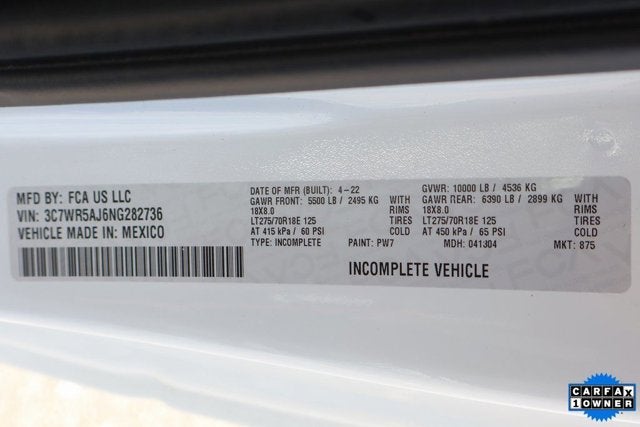 MFD BY: FCA US LLC
VIN: 3C7WR5AJ6NG282736
VEHICLE MADE IN: MEXICO
DATE OF MFR (BUILT): 4-22
GAWR FRONT: 5500 LB / 2495 KG WITH
18X8.0 RIMS
LT275/70R18E 125 TIRES
AT 415 kPa / 60 PSI COLD
TYPE: INCOMPLETE PAINT: PW7
GVWR: 10000 LB / 4536 KG
GAWR REAR: 6390 LB / 2899 KG WITH
18X8.0 RIMS
LT275/70R18E 125 TIRES
AT 450 kPa / 65 PSI COLD
MDH: 041304 MKT: 875
INCOMPLETE VEHICLE
CARFAX
1 OWNER